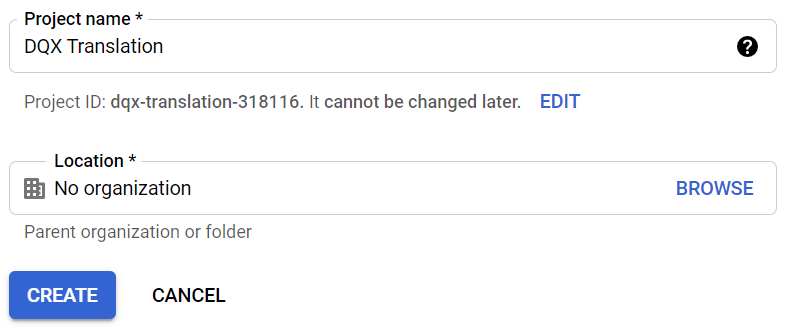 Project name *
DQX Translation
Project ID: dqx-translation-318116. It cannot be changed later. EDIT
Location *
No organization BROWSE
Parent organization or folder
CREATE CANCEL